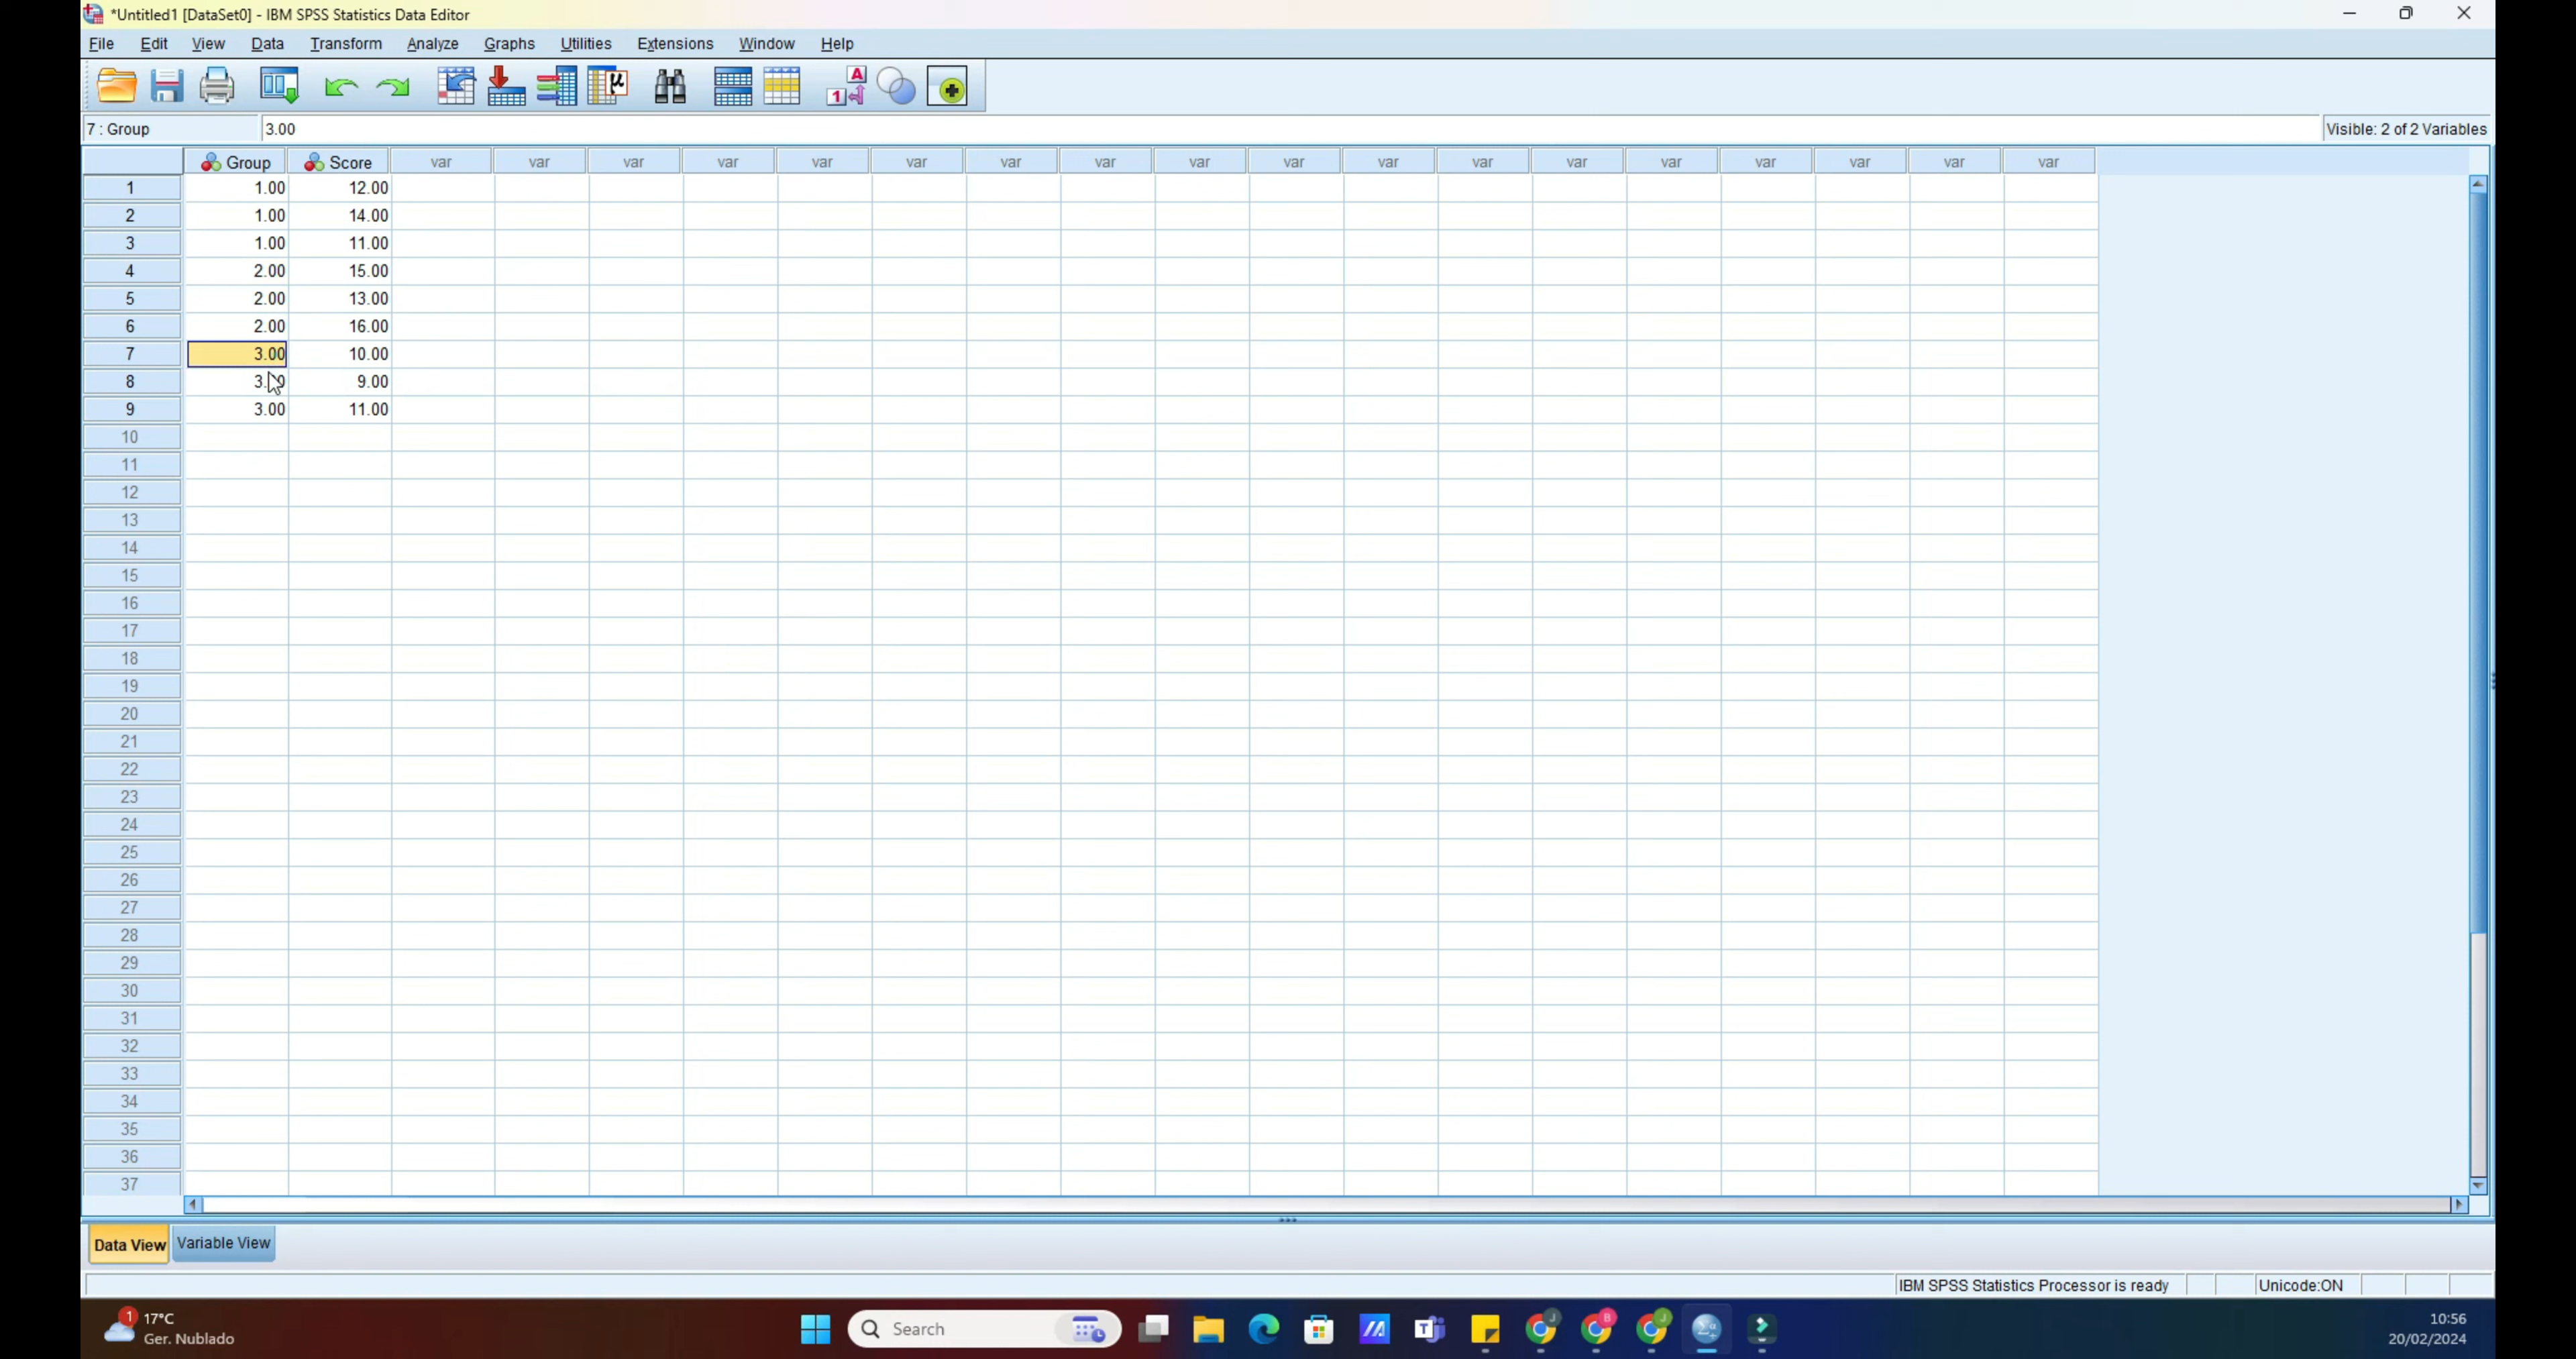 *Untitled1 [DataSet0] - IBM SPSS Statistics Data Editor
File Edit View Data Transform Analyze Graphs Utilities Extensions Window Help
7 : Group 3.00 Visible: 2 of 2 Variables
Group Score var var var var var var var var var var var var var var var var var var
1 1.00 12.00
2 1.00 14.00
3 1.00 11.00
4 2.00 15.00
5 2.00 13.00
6 2.00 16.00
7 3.00 10.00
8 3.00 9.00
9 3.00 11.00
10
11
12
13
14
15
16
17
18
19
20
21
22
23
24
25
26
27
28
29
30
31
32
33
34
35
36
37
Data View Variable View
IBM SPSS Statistics Processor is ready Unicode:ON
1 17°C
Ger. Nublado
Search
10:56
20/02/2024